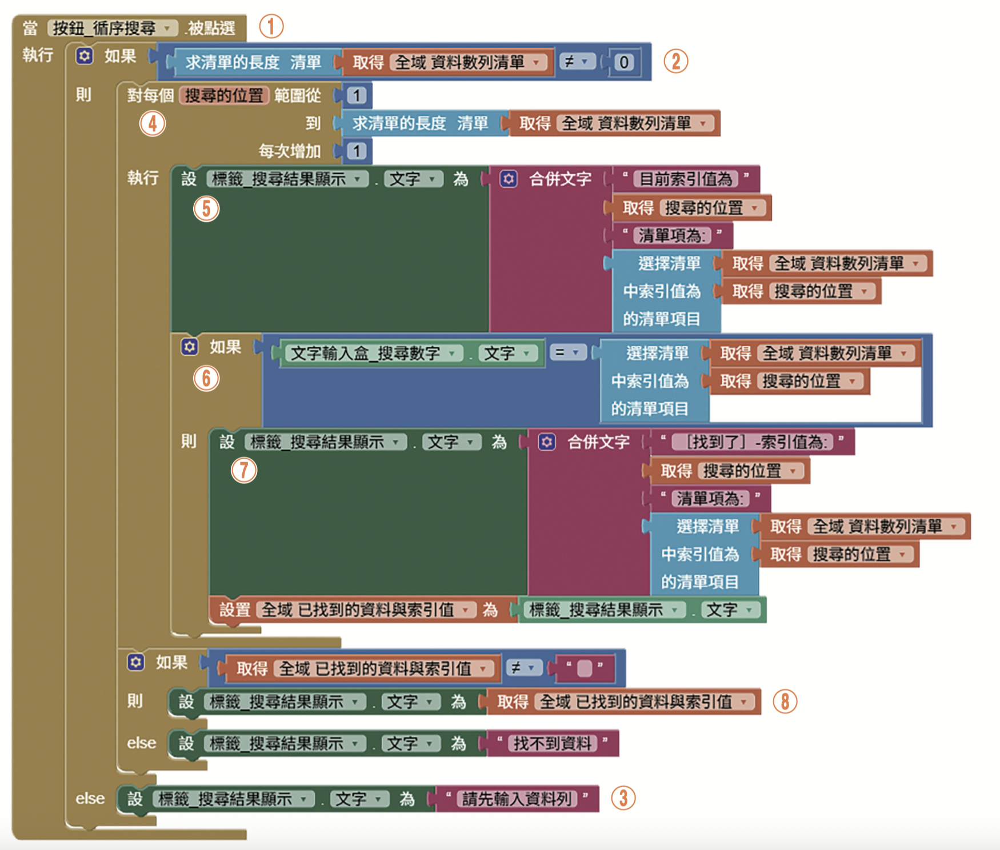 當 按鈕_循序搜尋 .被點選 ①
執行 如果 求清單的長度 清單 取得 全域 資料數列清單 ≠ 0 ②
則 對每個 搜尋的位置 範圍從 1
④ 到 求清單的長度 清單 取得 全域 資料數列清單
每次增加 1
執行 設 標籤_搜尋結果顯示 . 文字 為 合併文字 “ 目前索引值為 ”
⑤ 取得 搜尋的位置
“ 清單項為: ”
選擇清單 取得 全域 資料數列清單
中索引值為 取得 搜尋的位置
的清單項目
如果 文字輸入盒_搜尋數字 . 文字 = 選擇清單 取得 全域 資料數列清單
⑥ 中索引值為 取得 搜尋的位置
的清單項目
則 設 標籤_搜尋結果顯示 . 文字 為 合併文字 “ [找到了] -索引值為: ”
⑦ 取得 搜尋的位置
“ 清單項為: ”
選擇清單 取得 全域 資料數列清單
中索引值為 取得 搜尋的位置
的清單項目
設置 全域 已找到的資料與索引值 為 標籤_搜尋結果顯示 . 文字
如果 取得 全域 已找到的資料與索引值 ≠ “ ”
則 設 標籤_搜尋結果顯示 . 文字 為 取得 全域 已找到的資料與索引值 ⑧
else 設 標籤_搜尋結果顯示 . 文字 為 “ 找不到資料 ”
else 設 標籤_搜尋結果顯示 . 文字 為 “ 請先輸入資料列 ” ③